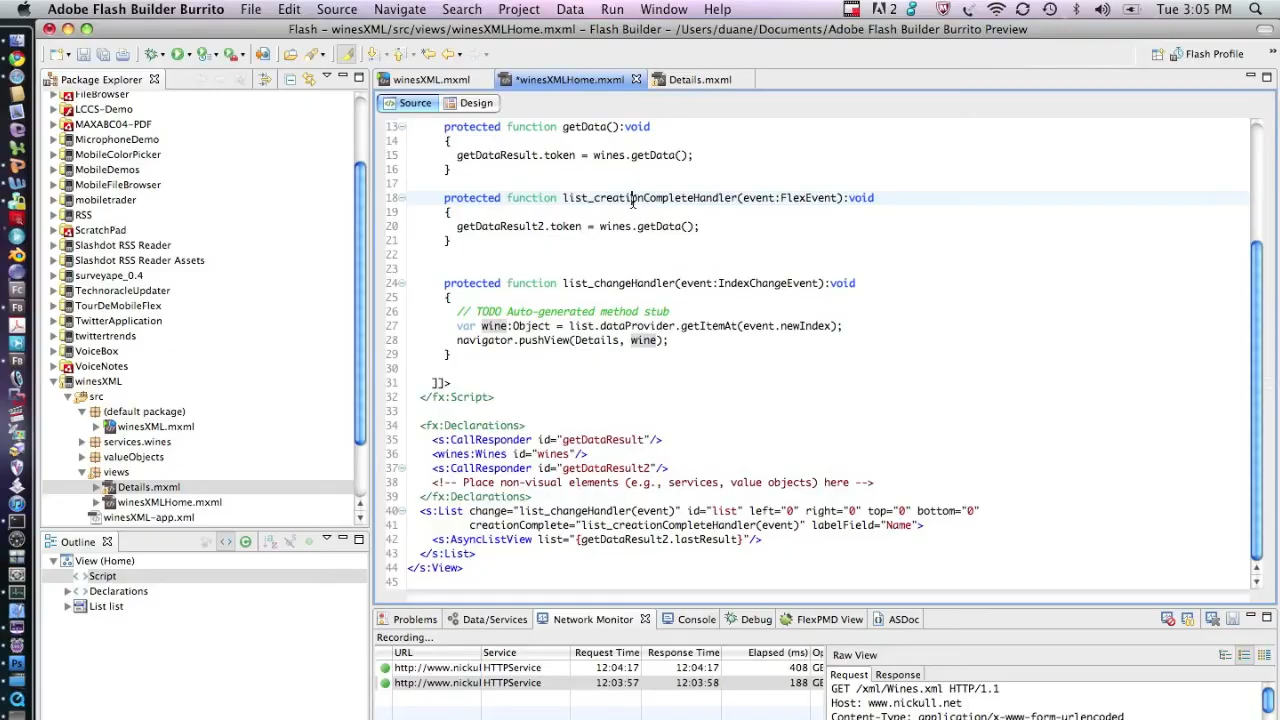 Adobe Flash Builder Burrito File Edit Source Navigate Search Project Data Run Window Help 2 Tue 3:05 PM
Flash – winesXML/src/views/winesXMLHome.mxml – Flash Builder – /Users/duane/Documents/Adobe Flash Builder Burrito Preview
Flash Profile
Package Explorer
FileBrowser
LCCS-Demo
MAXABC04-PDF
MicrophoneDemo
MobileColorPicker
MobileDemos
MobileFileBrowser
mobiletrader
RSS
ScratchPad
Slashdot RSS Reader
Slashdot RSS Reader Assets
surveyape_0.4
TechnoracleUpdater
TourDeMobileFlex
TwitterApplication
twittertrends
VoiceBox
VoiceNotes
winesXML
src
(default package)
winesXML.mxml
services.wines
valueObjects
views
Details.mxml
winesXMLHome.mxml
winesXML-app.xml
Outline
View (Home)
Script
Declarations
List list
winesXML.mxml *winesXMLHome.mxml Details.mxml
Source Design
13 protected function getData():void
14 {
15 getDataResult.token = wines.getData();
16 }
17
18 protected function list_creationCompleteHandler(event:FlexEvent):void
19 {
20 getDataResult2.token = wines.getData();
21 }
22
23
24 protected function list_changeHandler(event:IndexChangeEvent):void
25 {
26 // TODO Auto-generated method stub
27 var wine:Object = list.dataProvider.getItemAt(event.newIndex);
28 navigator.pushView(Details, wine);
29 }
30
31 ]]>
32 </fx:Script>
33
34 <fx:Declarations>
35 <s:CallResponder id="getDataResult"/>
36 <wines:Wines id="wines"/>
37 <s:CallResponder id="getDataResult2"/>
38 <!-- Place non-visual elements (e.g., services, value objects) here -->
39 </fx:Declarations>
40 <s:List change="list_changeHandler(event)" id="list" left="0" right="0" top="0" bottom="0"
41 creationComplete="list_creationCompleteHandler(event)" labelField="Name">
42 <s:AsyncListView list="{getDataResult2.lastResult}"/>
43 </s:List>
44 </s:View>
45
Problems Data/Services Network Monitor Console Debug FlexPMD View ASDoc
Recording...
URL Service Request Time Response Time Elapsed (ms) Op
http://www.nickul HTTPService 12:04:17 12:04:17 408 GE
http://www.nickul HTTPService 12:03:57 12:03:58 188 GE
Raw View
Request Response
GET /xml/Wines.xml HTTP/1.1
Host: www.nickull.net
Content-Type: application/x-www-form-urlencoded